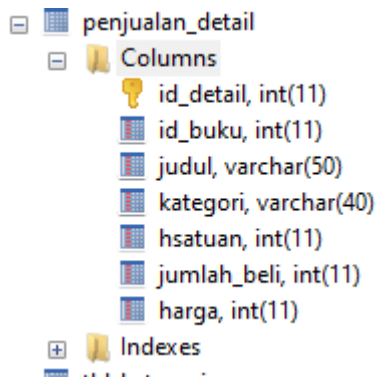 penjualan_detail
Columns
id_detail, int(11)
id_buku, int(11)
judul, varchar(50)
kategori, varchar(40)
hsatuan, int(11)
jumlah_beli, int(11)
harga, int(11)
Indexes